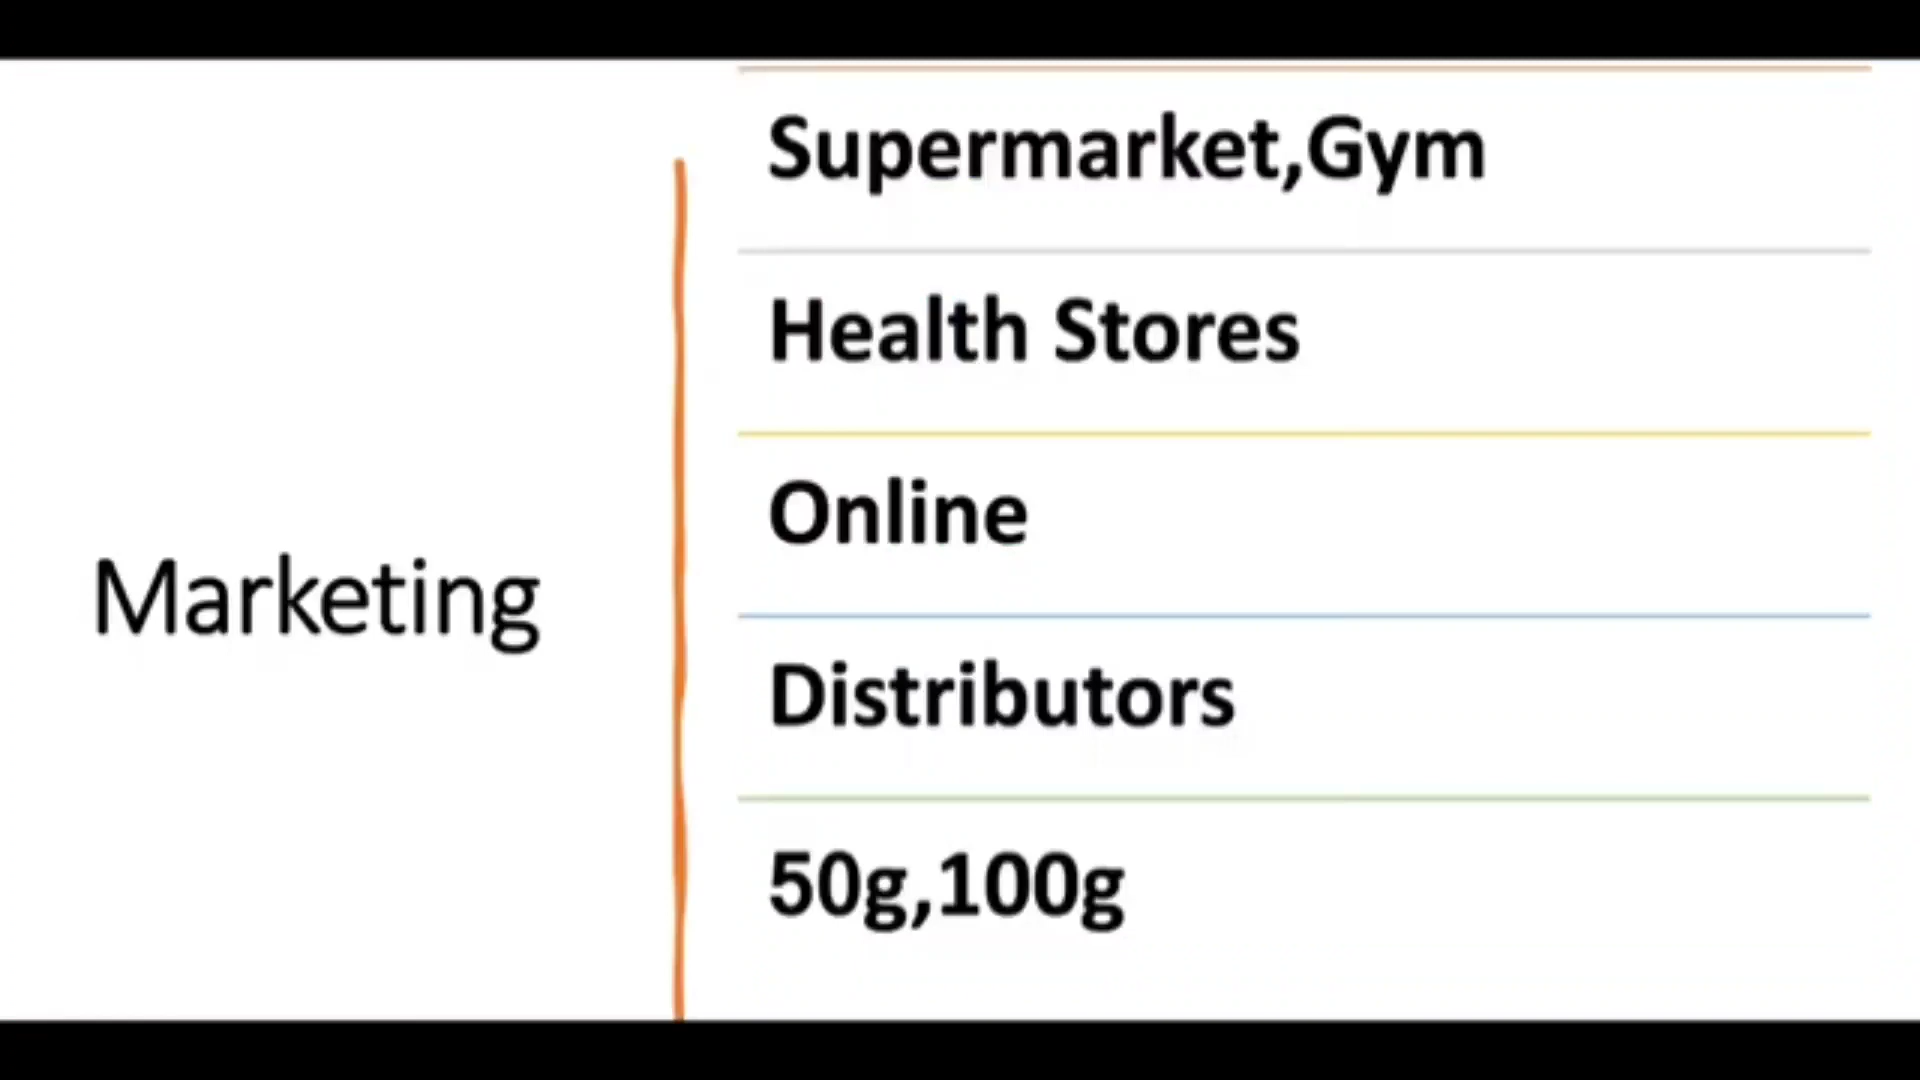 Marketing
Supermarket,Gym
Health Stores
Online
Distributors
50g,100g